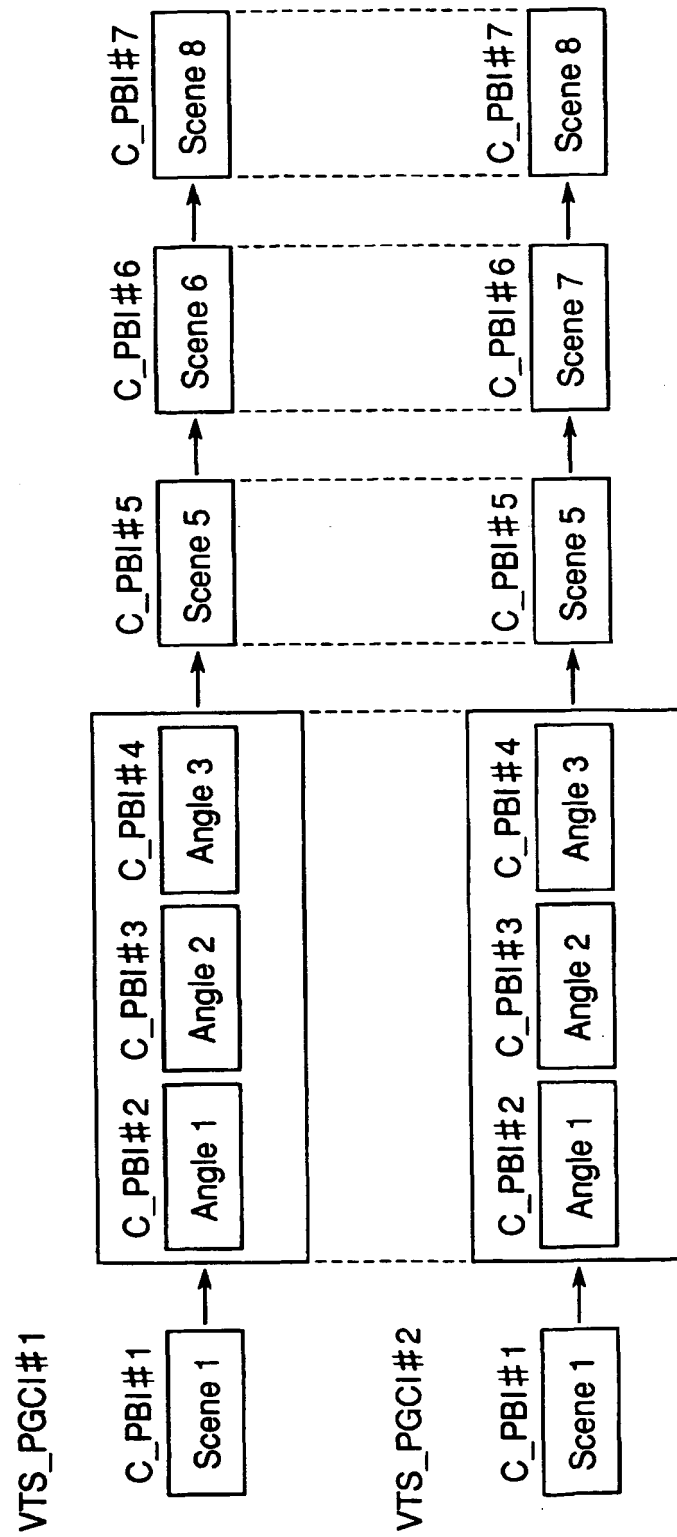 VTS_PGCI#1
C_PBI#1
Scene 1
C_PBI#2
Angle 1
C_PBI#3
Angle 2
C_PBI#4
Angle 3
C_PBI#5
Scene 5
C_PBI#6
Scene 6
C_PBI#7
Scene 8
VTS_PGCI#2
C_PBI#1
Scene 1
C_PBI#2
Angle 1
C_PBI#3
Angle 2
C_PBI#4
Angle 3
C_PBI#5
Scene 5
C_PBI#6
Scene 7
C_PBI#7
Scene 8